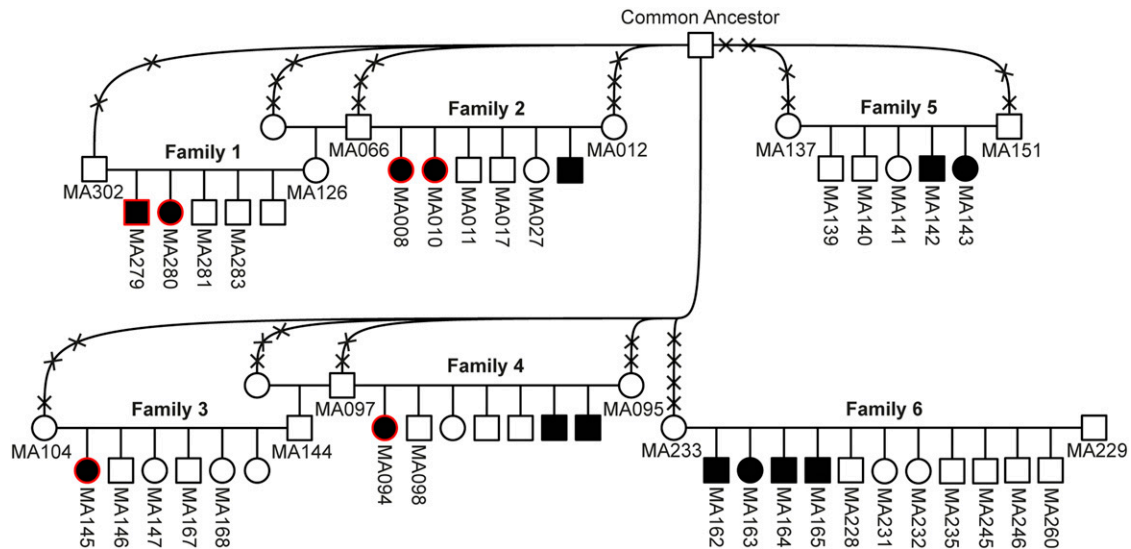 Common Ancestor
Family 2
Family 5
MA066
MA012
MA137
MA151
Family 1
MA302
MA126
MA008
MA010
MA011
MA017
MA027
MA139
MA140
MA141
MA142
MA143
MA279
MA280
MA281
MA283
Family 4
MA097
MA095
Family 3
Family 6
MA104
MA144
MA233
MA229
MA094
MA098
MA145
MA146
MA147
MA167
MA168
MA162
MA163
MA164
MA165
MA228
MA231
MA232
MA235
MA245
MA246
MA260